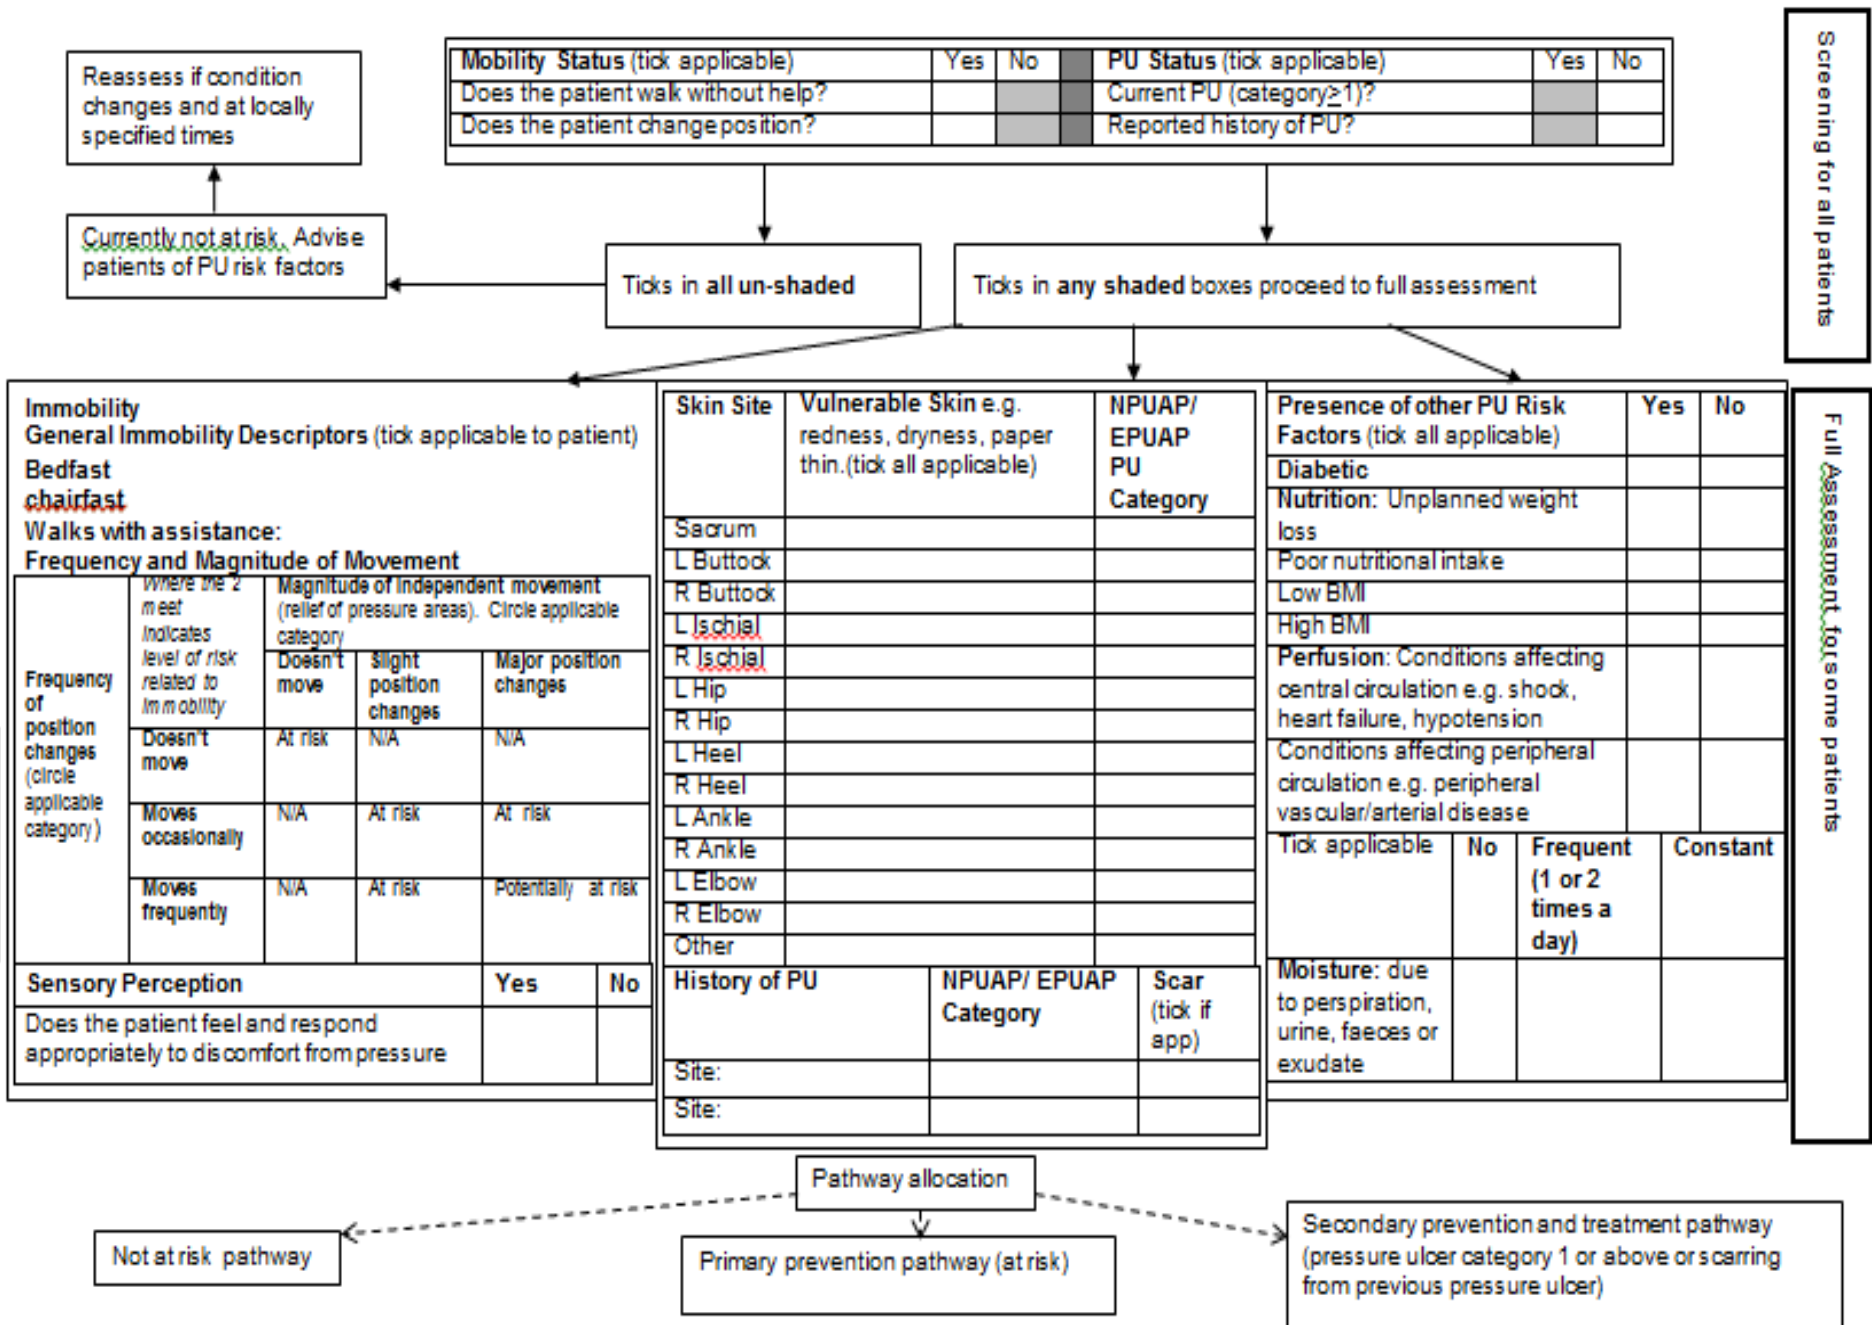 Reassess if condition
changes and at locally
specified times
Currently not at risk. Advise
patients of PU risk factors
Mobility Status (tick applicable) Yes No PU Status (tick applicable) Yes No
Does the patient walk without help? Current PU (category≥1)?
Does the patient change position? Reported history of PU?
Ticks in all un-shaded
Ticks in any shaded boxes proceed to full assessment
Screening for all patients
Full Assessment for some patients
Immobility
General Immobility Descriptors (tick applicable to patient)
Bedfast
chairfast
Walks with assistance:
Frequency and Magnitude of Movement
Frequency
of
position
changes
(circle
applicable
category)
Where the 2
meet
indicates
level of risk
related to
immobility
Magnitude of independent movement
(relief of pressure areas). Circle applicable
category
Doesn't
move
Slight
position
changes
Major position
changes
Doesn't
move
At risk N/A N/A
Moves
occasionally
N/A At risk At risk
Moves
frequently
N/A At risk Potentially at risk
Sensory Perception Yes No
Does the patient feel and respond
appropriately to discomfort from pressure
Skin Site
Vulnerable Skin e.g.
redness, dryness, paper
thin.(tick all applicable)
NPUAP/
EPUAP
PU
Category
Sacrum
L Buttock
R Buttock
L Ischial
R Ischial
L Hip
R Hip
L Heel
R Heel
L Ankle
R Ankle
L Elbow
R Elbow
Other
History of PU
NPUAP/ EPUAP
Category
Scar
(tick if
app)
Site:
Site:
Presence of other PU Risk
Factors (tick all applicable)
Yes No
Diabetic
Nutrition: Unplanned weight
loss
Poor nutritional intake
Low BMI
High BMI
Perfusion: Conditions affecting
central circulation e.g. shock,
heart failure, hypotension
Conditions affecting peripheral
circulation e.g. peripheral
vascular/arterial disease
Tick applicable
No
Frequent
(1 or 2
times a
day)
Constant
Moisture: due
to perspiration,
urine, faeces or
exudate
Pathway allocation
Not at risk pathway
Primary prevention pathway (at risk)
Secondary prevention and treatment pathway
(pressure ulcer category 1 or above or scarring
from previous pressure ulcer)